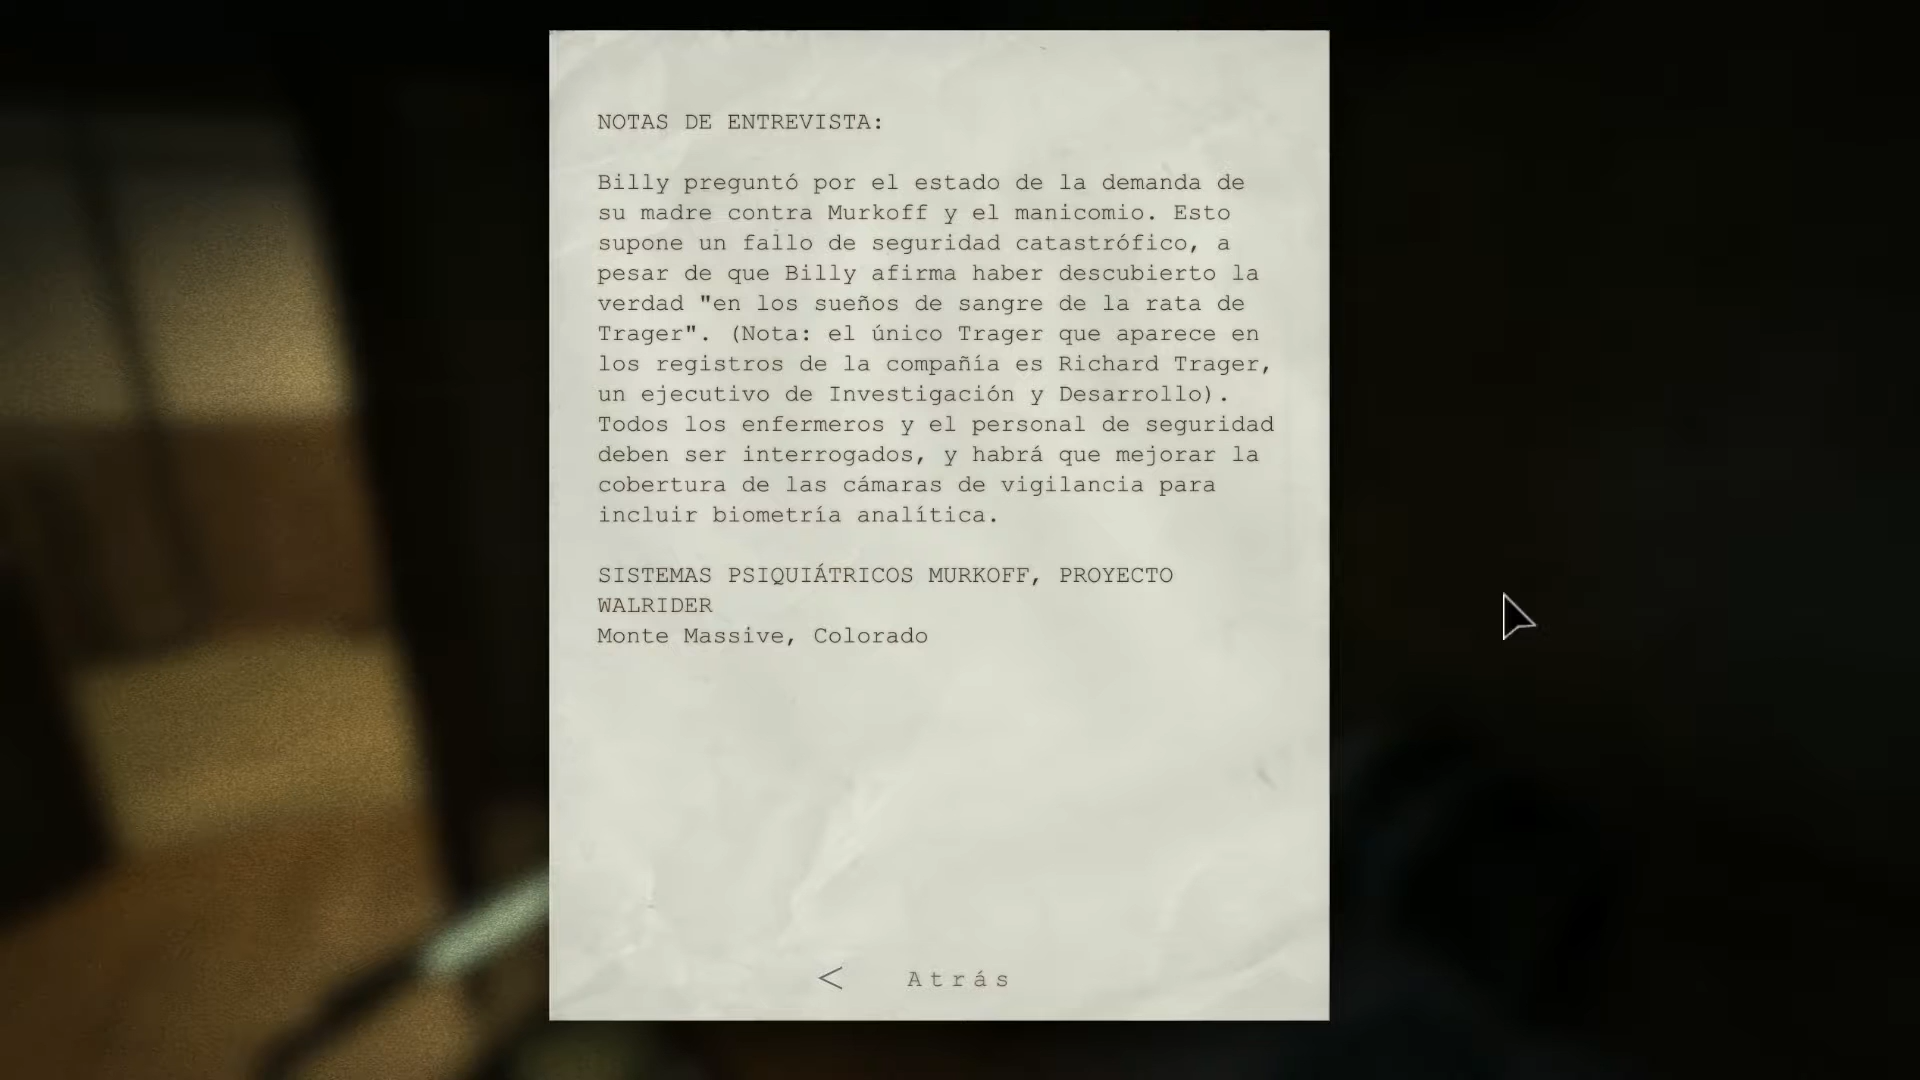 NOTAS DE ENTREVISTA:
Billy preguntó por el estado de la demanda de
su madre contra Murkoff y el manicomio. Esto
supone un fallo de seguridad catastrófico, a
pesar de que Billy afirma haber descubierto la
verdad "en los sueños de sangre de la rata de
Trager". (Nota: el único Trager que aparece en
los registros de la compañía es Richard Trager,
un ejecutivo de Investigación y Desarrollo).
Todos los enfermeros y el personal de seguridad
deben ser interrogados, y habrá que mejorar la
cobertura de las cámaras de vigilancia para
incluir biometría analítica.
SISTEMAS PSIQUIÁTRICOS MURKOFF, PROYECTO
WALRIDER
Monte Massive, Colorado
< Atrás